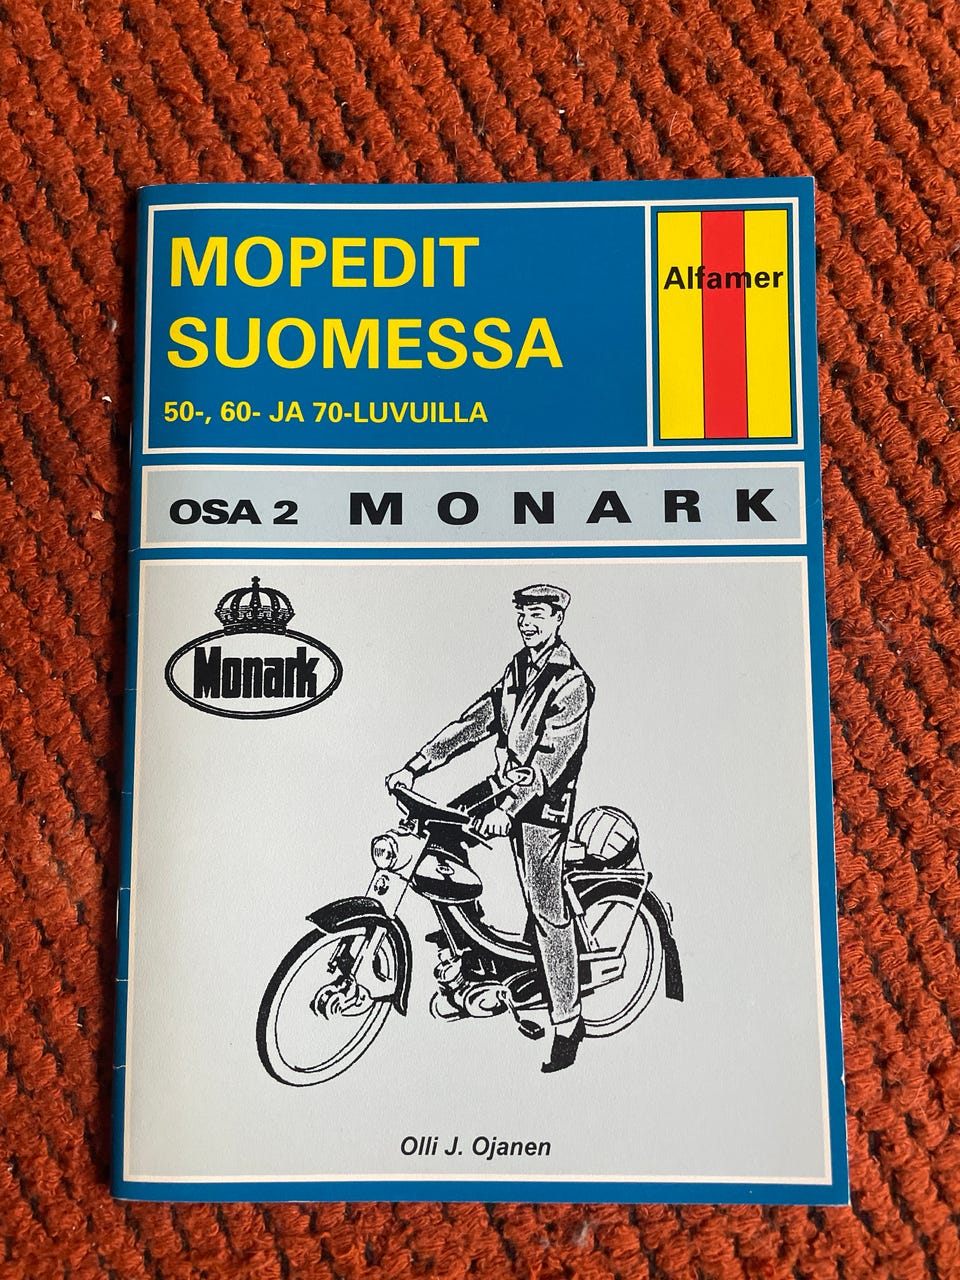 MOPEDIT
SUOMESSA
50-, 60- JA 70-LUVUILLA
Alfamer
OSA 2 MONARK
Monark
Olli J. Ojanen